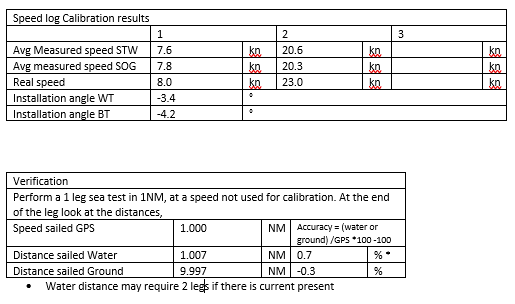 Speed log Calibration results
1 2 3
Avg Measured speed STW 7.6 kn 20.6 kn kn
Avg measured speed SOG 7.8 kn 20.3 kn kn
Real speed 8.0 kn 23.0 kn kn
Installation angle WT -3.4 °
Installation angle BT -4.2 °
Verification
Perform a 1 leg sea test in 1NM, at a speed not used for calibration. At the end
of the leg look at the distances,
Speed sailed GPS 1.000 NM Accuracy = (water or
ground) /GPS *100 -100
Distance sailed Water 1.007 NM 0.7 % *
Distance sailed Ground 9.997 NM -0.3 %
• Water distance may require 2 legs if there is current present